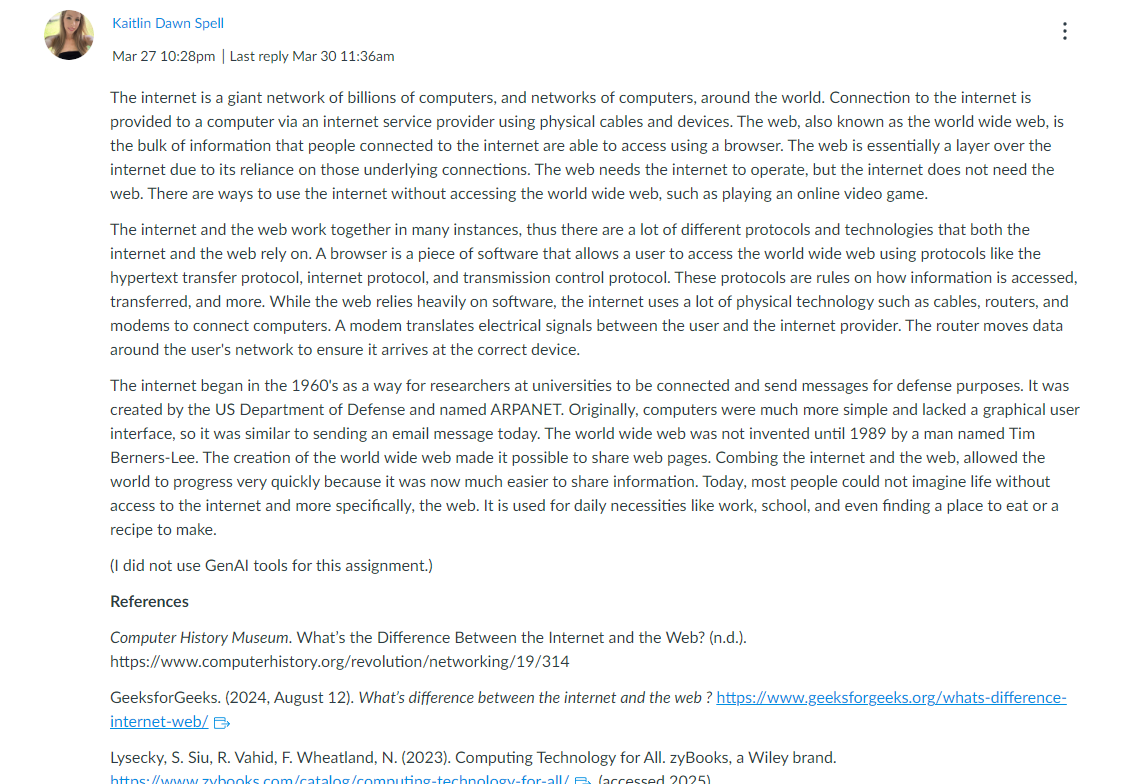 Kaitlin Dawn Spell
Mar 27 10:28pm | Last reply Mar 30 11:36am
The internet is a giant network of billions of computers, and networks of computers, around the world. Connection to the internet is
provided to a computer via an internet service provider using physical cables and devices. The web, also known as the world wide web, is
the bulk of information that people connected to the internet are able to access using a browser. The web is essentially a layer over the
internet due to its reliance on those underlying connections. The web needs the internet to operate, but the internet does not need the
web. There are ways to use the internet without accessing the world wide web, such as playing an online video game.
The internet and the web work together in many instances, thus there are a lot of different protocols and technologies that both the
internet and the web rely on. A browser is a piece of software that allows a user to access the world wide web using protocols like the
hypertext transfer protocol, internet protocol, and transmission control protocol. These protocols are rules on how information is accessed,
transferred, and more. While the web relies heavily on software, the internet uses a lot of physical technology such as cables, routers, and
modems to connect computers. A modem translates electrical signals between the user and the internet provider. The router moves data
around the user's network to ensure it arrives at the correct device.
The internet began in the 1960's as a way for researchers at universities to be connected and send messages for defense purposes. It was
created by the US Department of Defense and named ARPANET. Originally, computers were much more simple and lacked a graphical user
interface, so it was similar to sending an email message today. The world wide web was not invented until 1989 by a man named Tim
Berners-Lee. The creation of the world wide web made it possible to share web pages. Combing the internet and the web, allowed the
world to progress very quickly because it was now much easier to share information. Today, most people could not imagine life without
access to the internet and more specifically, the web. It is used for daily necessities like work, school, and even finding a place to eat or a
recipe to make.
(I did not use GenAI tools for this assignment.)
References
Computer History Museum. What's the Difference Between the Internet and the Web? (n.d.).
https://www.computerhistory.org/revolution/networking/19/314
GeeksforGeeks. (2024, August 12). What's difference between the internet and the web ? https://www.geeksforgeeks.org/whats-difference-
internet-web/
Lysecky, S. Siu, R. Vahid, F. Wheatland, N. (2023). Computing Technology for All. zyBooks, a Wiley brand.
https://www.zybooks.com/catalog/computing-technology-for-all/ (accessed 2025)